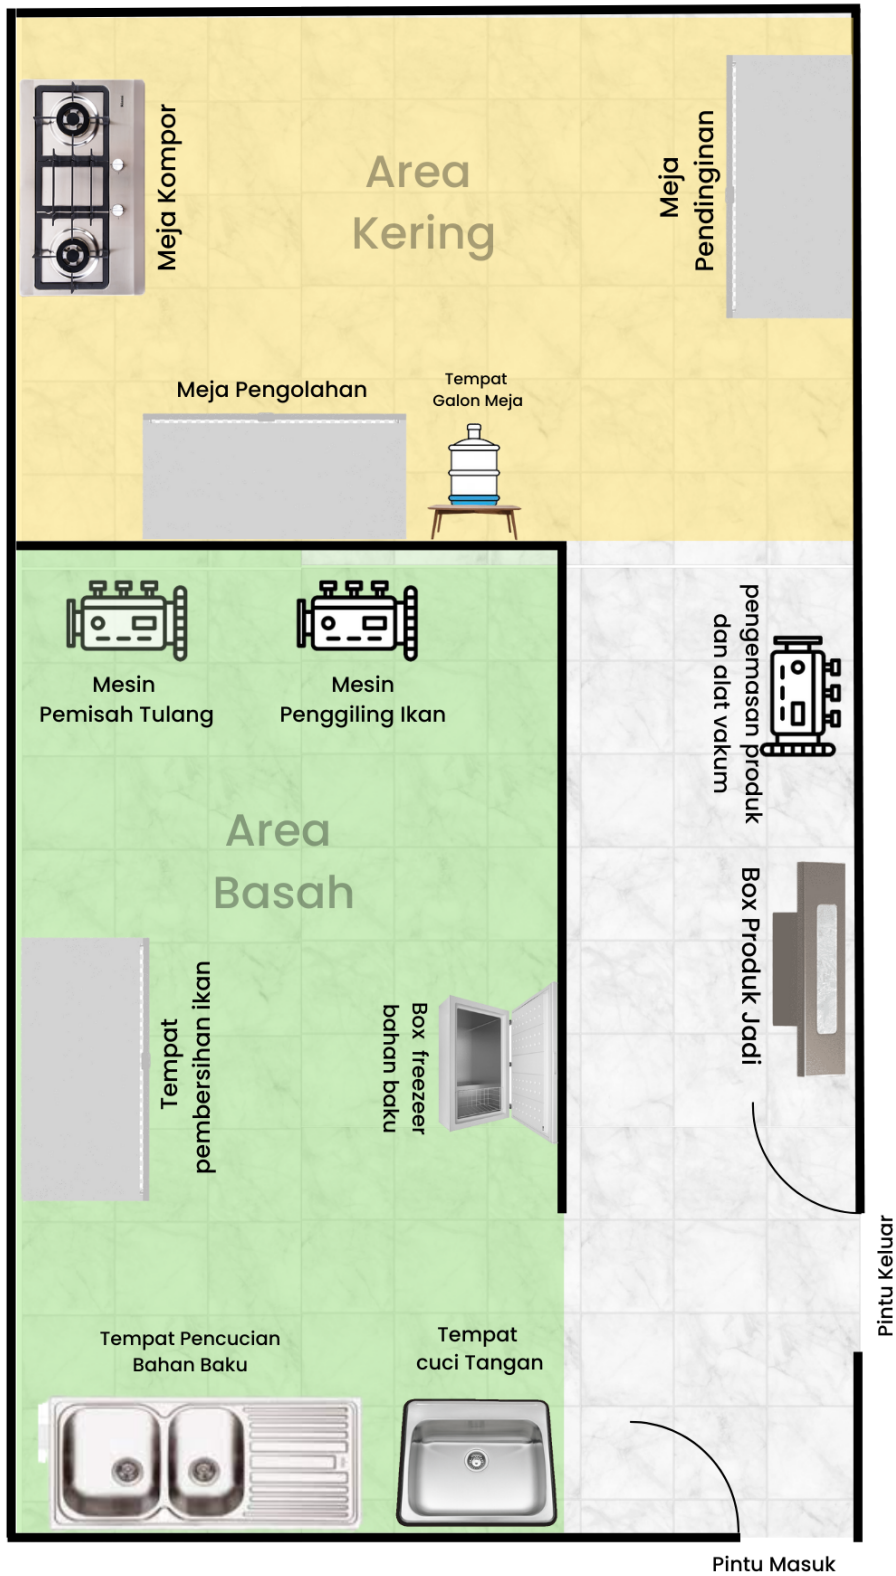 Meja Kompor
Area
Kering
Meja
Pendinginan
Meja Pengolahan
Tempat
Galon Meja
Mesin
Pemisah Tulang
Mesin
Penggiling Ikan
pengemasan produk
dan alat vakum
Area
Basah
Box Produk Jadi
Tempat
pembersihan ikan
Box freezeer
bahan baku
Pintu Keluar
Tempat Pencucian
Bahan Baku
Tempat
cuci Tangan
Pintu Masuk